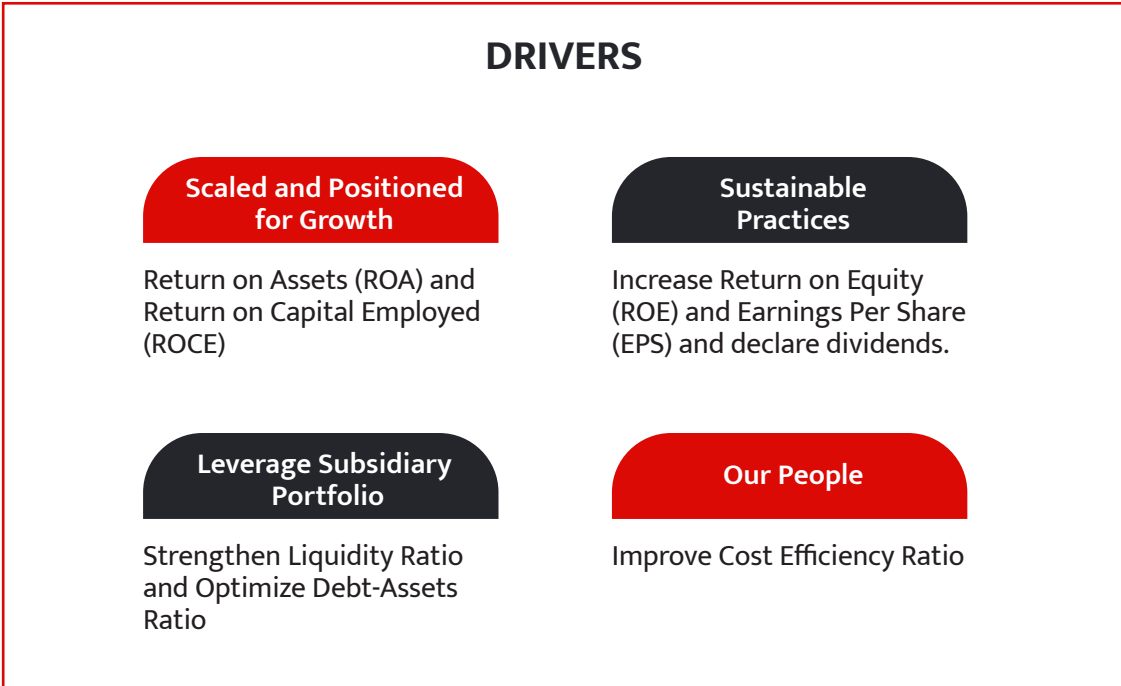 DRIVERS
Scaled and Positioned
for Growth
Return on Assets (ROA) and
Return on Capital Employed
(ROCE)
Sustainable
Practices
Increase Return on Equity
(ROE) and Earnings Per Share
(EPS) and declare dividends.
Leverage Subsidiary
Portfolio
Strengthen Liquidity Ratio
and Optimize Debt-Assets
Ratio
Our People
Improve Cost Efficiency Ratio